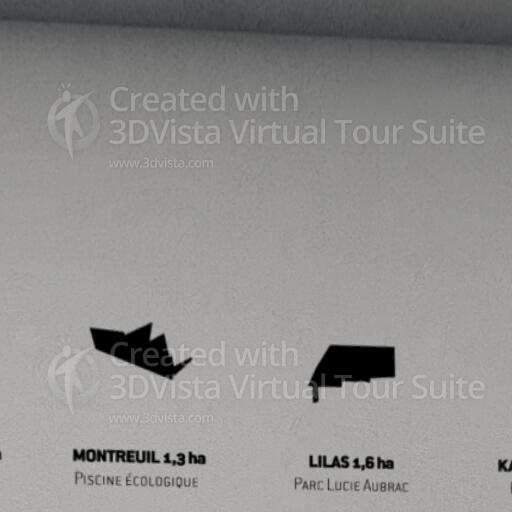 Created with
3DVista Virtual Tour Suite
www.3dvista.com
Created with
3DVista Virtual Tour Suite
www.3dvista.com
MONTREUIL 1,3 ha
PISCINE ÉCOLOGIQUE
LILAS 1,6 ha
PARC LUCIE AUBRAC
KA